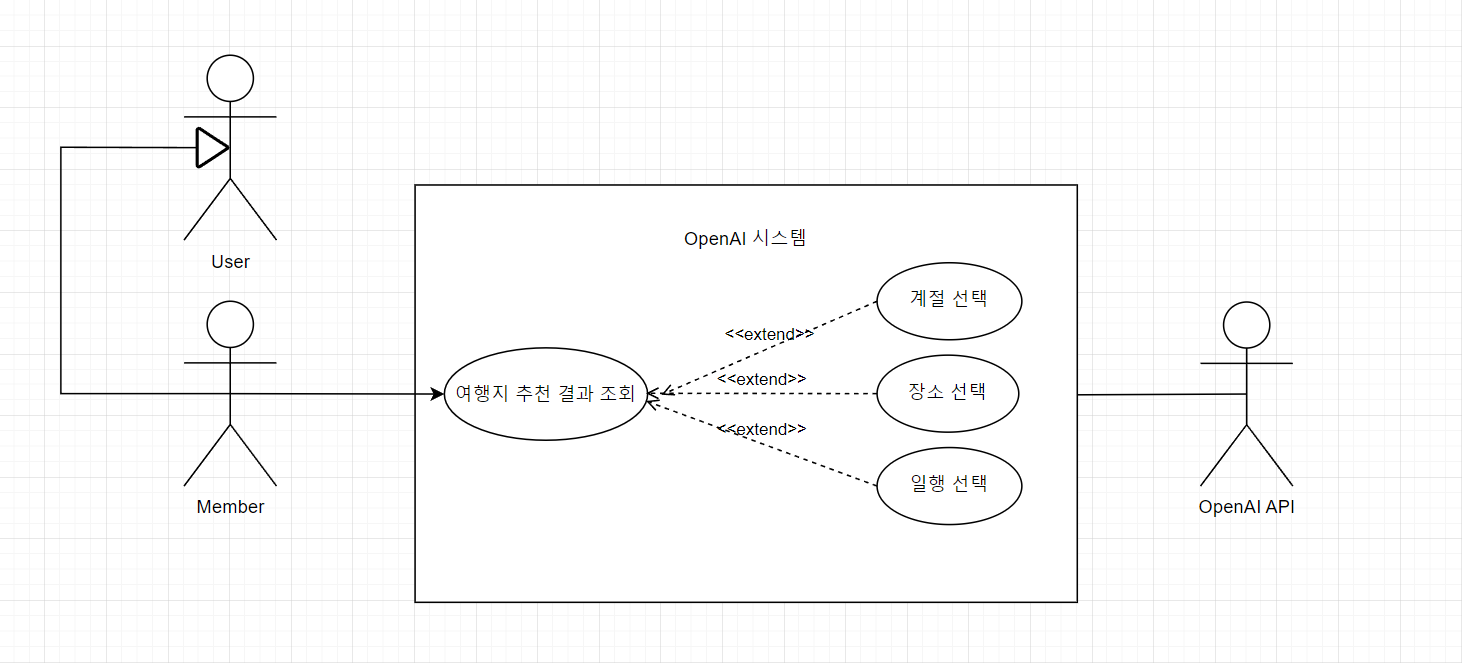 User
Member
OpenAI 시스템
여행지 추천 결과 조회
<<extend>>
<<extend>>
<<extend>>
계절 선택
장소 선택
일행 선택
OpenAI API